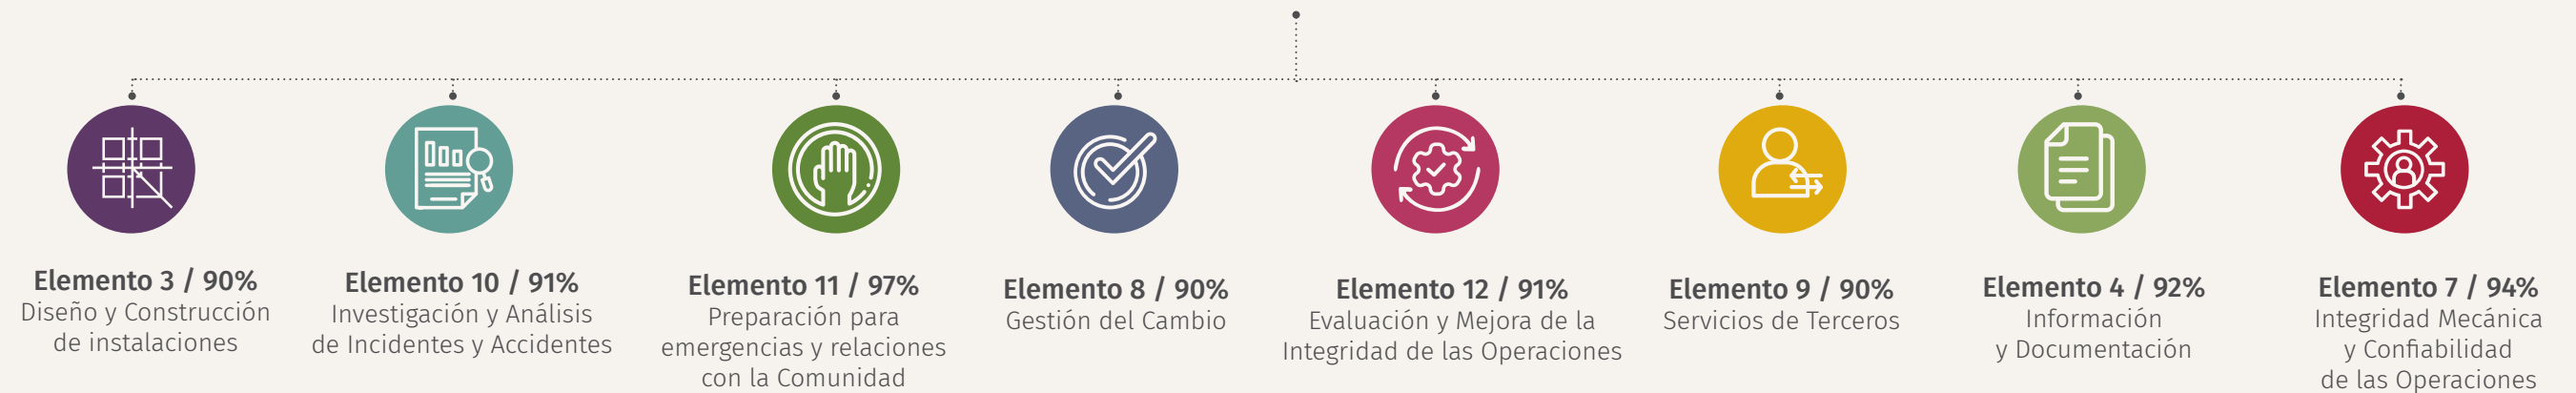 Elemento 3 / 90%
Diseño y Construcción
de instalaciones
Elemento 10 / 91%
Investigación y Análisis
de Incidentes y Accidentes
Elemento 11 / 97%
Preparación para
emergencias y relaciones
con la Comunidad
Elemento 8 / 90%
Gestión del Cambio
Elemento 12 / 91%
Evaluación y Mejora de la
Integridad de las Operaciones
Elemento 9 / 90%
Servicios de Terceros
Elemento 4 / 92%
Información
y Documentación
Elemento 7 / 94%
Integridad Mecánica
y Confiabilidad
de las Operaciones